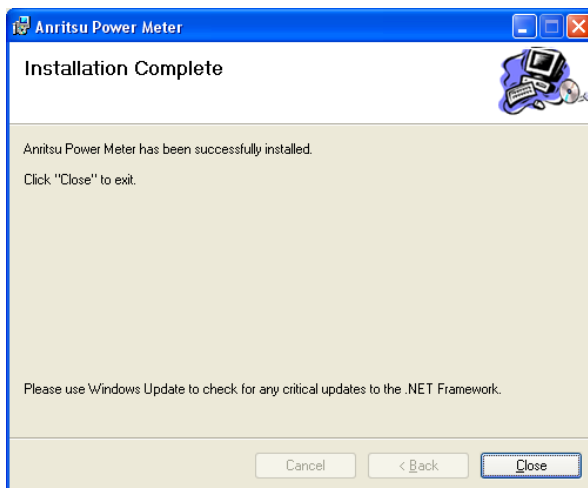 Anritsu Power Meter
Installation Complete
Anritsu Power Meter has been successfully installed.
Click "Close" to exit.
Please use Windows Update to check for any critical updates to the .NET Framework.
Cancel
< Back
Close